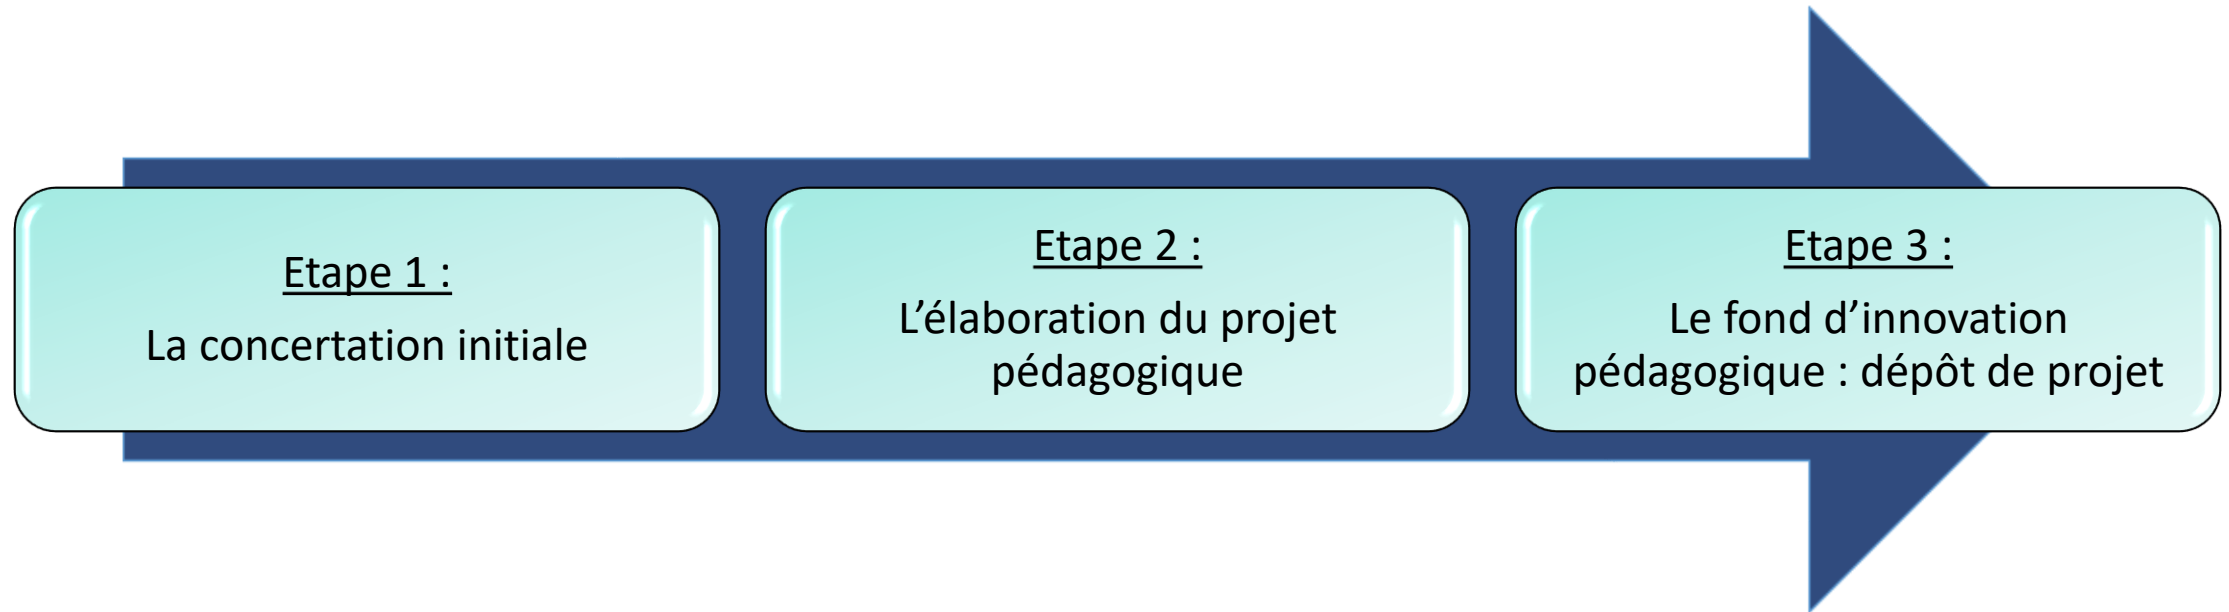 Etape 1 :
La concertation initiale
Etape 2 :
L’élaboration du projet
pédagogique
Etape 3 :
Le fond d’innovation
pédagogique : dépôt de projet